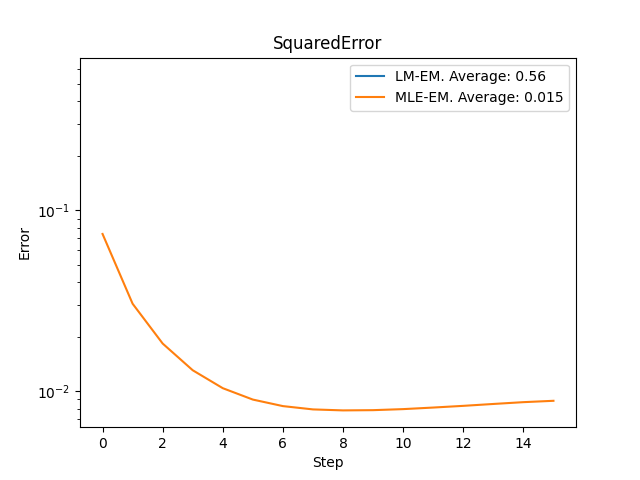 SquaredError
LM-EM. Average: 0.56
MLE-EM. Average: 0.015
Error
10⁻¹
10⁻²
0 2 4 6 8 10 12 14
Step